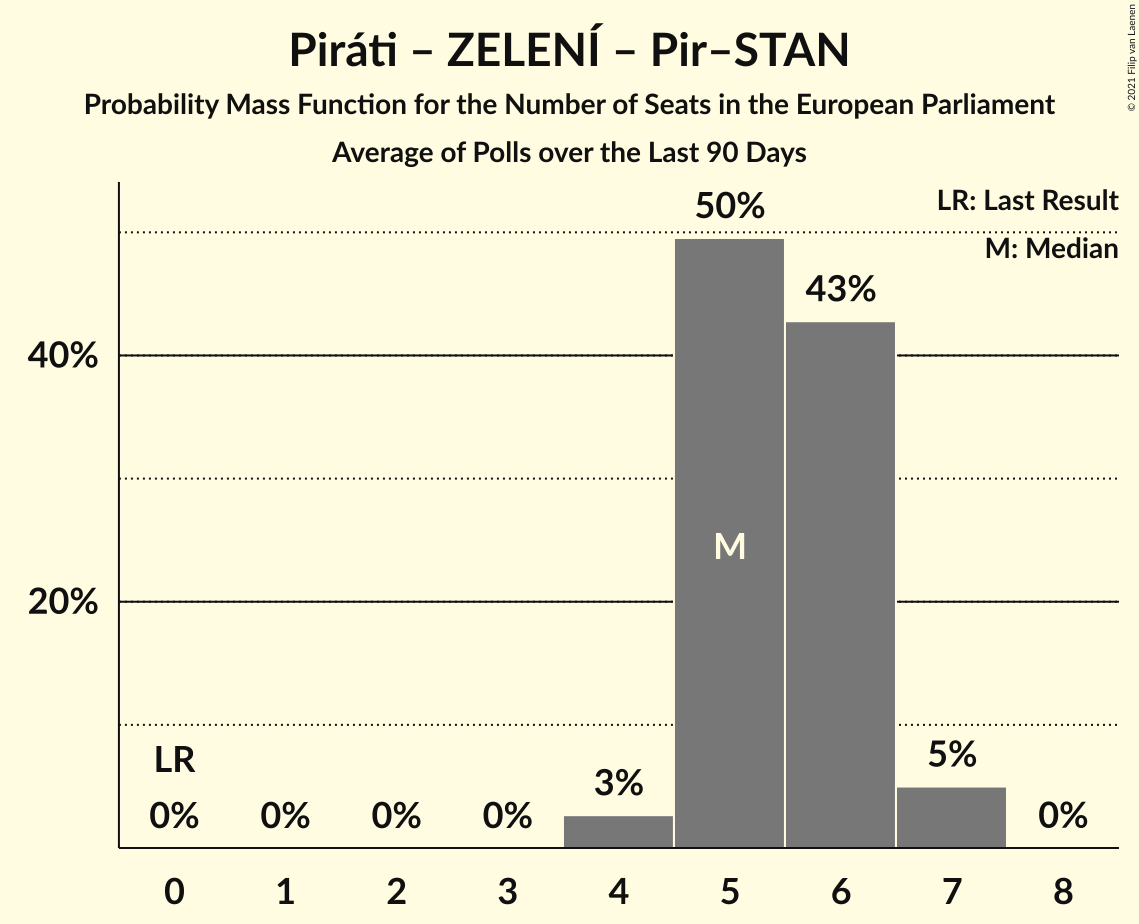 Piráti – ZELENÍ – Pir–STAN
Probability Mass Function for the Number of Seats in the European Parliament
Average of Polls over the Last 90 Days
© 2021 Filip van Laenen
LR: Last Result
M: Median
50%
43%
40%
M
20%
LR
5%
3%
0% 0% 0% 0% 0%
0 1 2 3 4 5 6 7 8